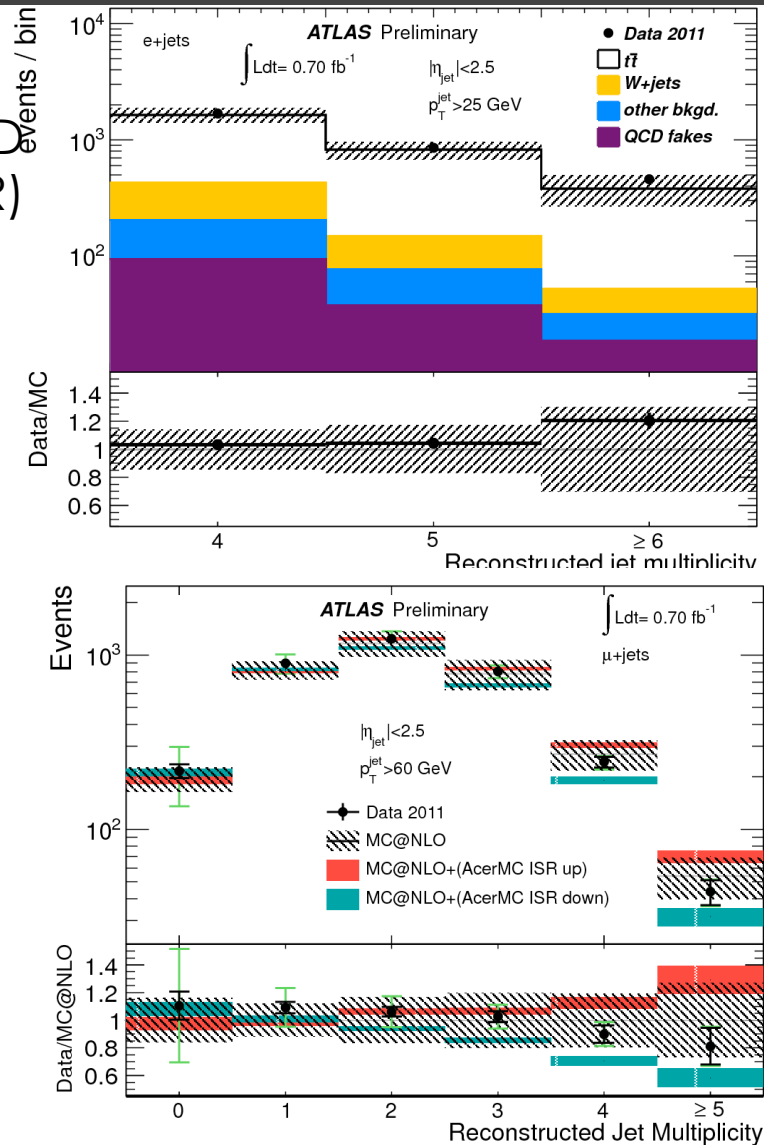 D
R)
events / bin
10⁴
10³
10²
e+jets
ATLAS Preliminary
∫Ldt= 0.70 fb⁻¹
|η_jet|<2.5
p_T^jet>25 GeV
Data 2011
tt̄
W+jets
other bkgd.
QCD fakes
Data/MC
1.4
1.2
1
0.8
0.6
4 5 ≥ 6
Reconstructed jet multiplicity
Events
10³
10²
ATLAS Preliminary
∫Ldt= 0.70 fb⁻¹
μ+jets
|η_jet|<2.5
p_T^jet>60 GeV
Data 2011
MC@NLO
MC@NLO+(AcerMC ISR up)
MC@NLO+(AcerMC ISR down)
Data/MC@NLO
1.4
1.2
1
0.8
0.6
0 1 2 3 4 ≥ 5
Reconstructed Jet Multiplicity